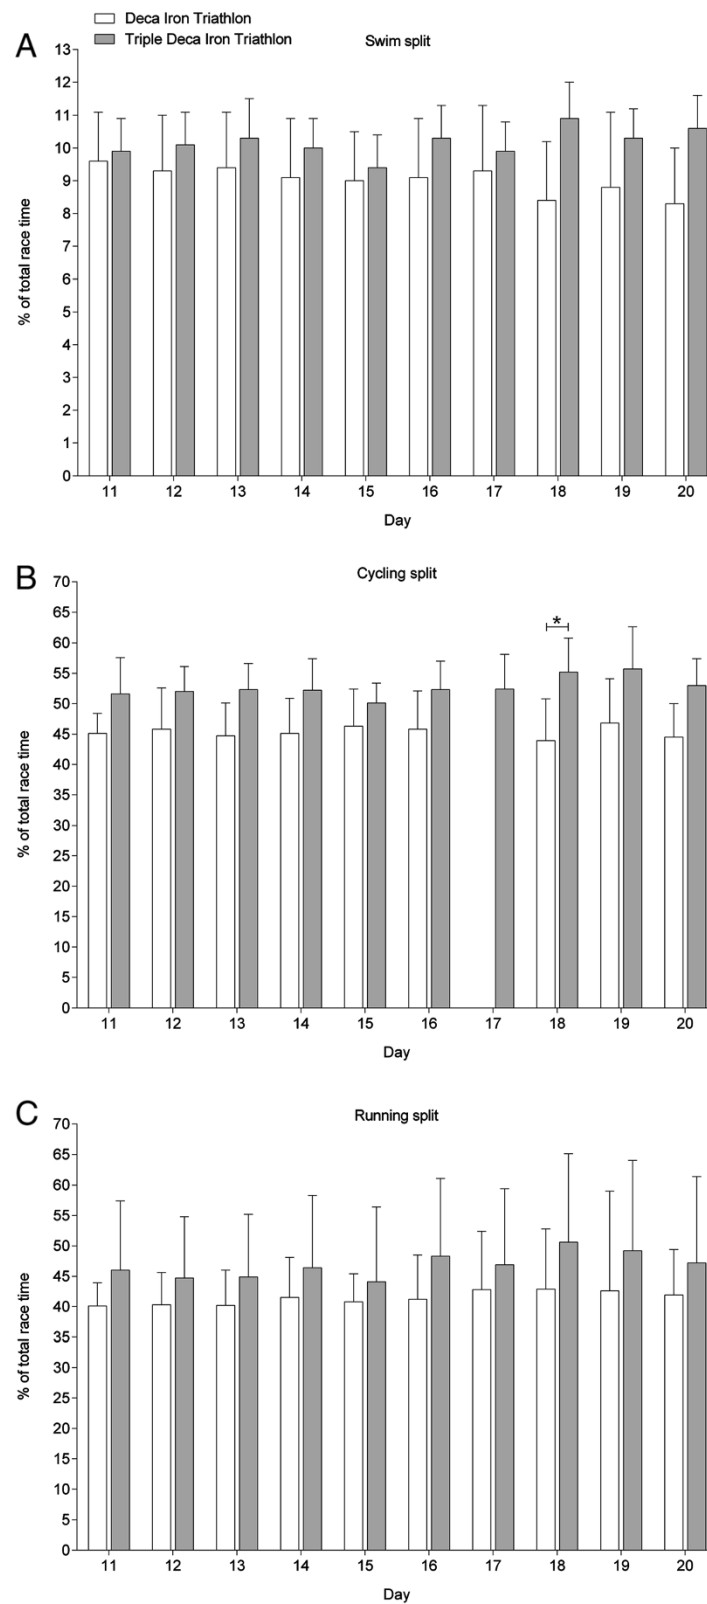 Deca Iron Triathlon
Triple Deca Iron Triathlon
A
Swim split
13
12
11
10
9
8
7
6
5
4
3
2
1
0
% of total race time
11 12 13 14 15 16 17 18 19 20
Day
B
Cycling split
70
65
60
55
50
45
40
35
30
25
20
15
10
5
0
% of total race time
*
11 12 13 14 15 16 17 18 19 20
Day
C
Running split
70
65
60
55
50
45
40
35
30
25
20
15
10
5
0
% of total race time
11 12 13 14 15 16 17 18 19 20
Day